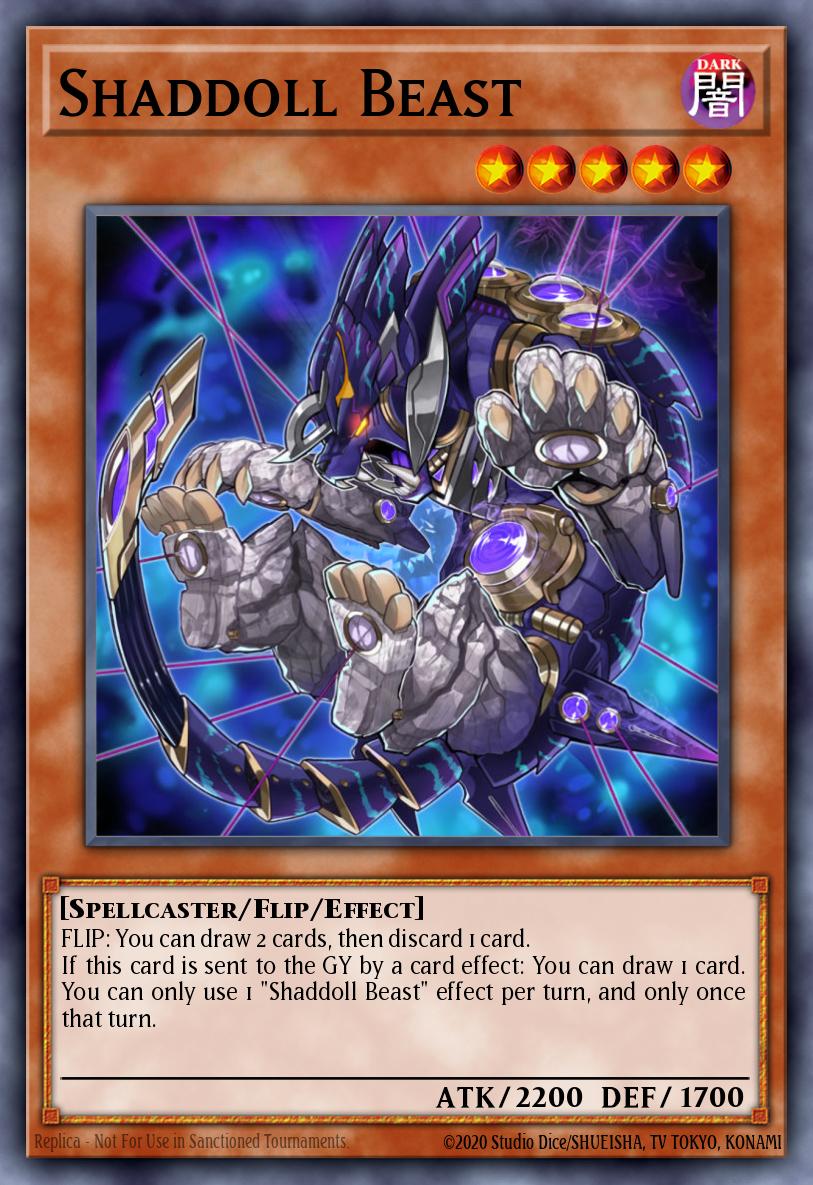 SHADDOLL BEAST
DARK
闇
[SPELLCASTER/FLIP/EFFECT]
FLIP: You can draw 2 cards, then discard 1 card.
If this card is sent to the GY by a card effect: You can draw 1 card.
You can only use 1 "Shaddoll Beast" effect per turn, and only once
that turn.
ATK/2200 DEF/1700
Replica - Not For Use in Sanctioned Tournaments.
©2020 Studio Dice/SHUEISHA, TV TOKYO, KONAMI